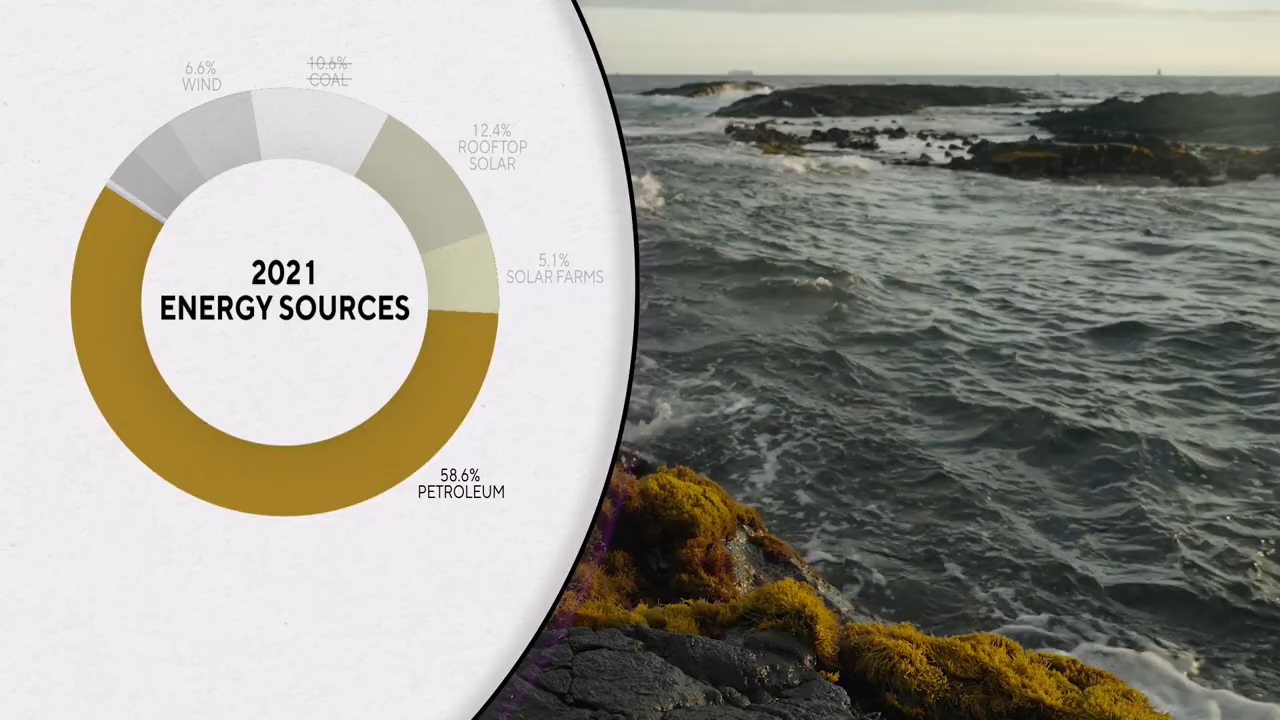 6.6%
WIND
10.6%
COAL
12.4%
ROOFTOP
SOLAR
5.1%
SOLAR FARMS
2021
ENERGY SOURCES
58.6%
PETROLEUM